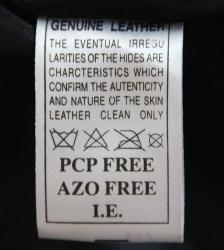 GENUINE LEATHER
THE EVENTUAL IRREGU
LARITIES OF THE HIDES ARE
CHARCTERISTICS WHICH
CONFIRM THE AUTENTICITY
AND NATURE OF THE SKIN
LEATHER CLEAN ONLY
PCP FREE
AZO FREE
I.E.